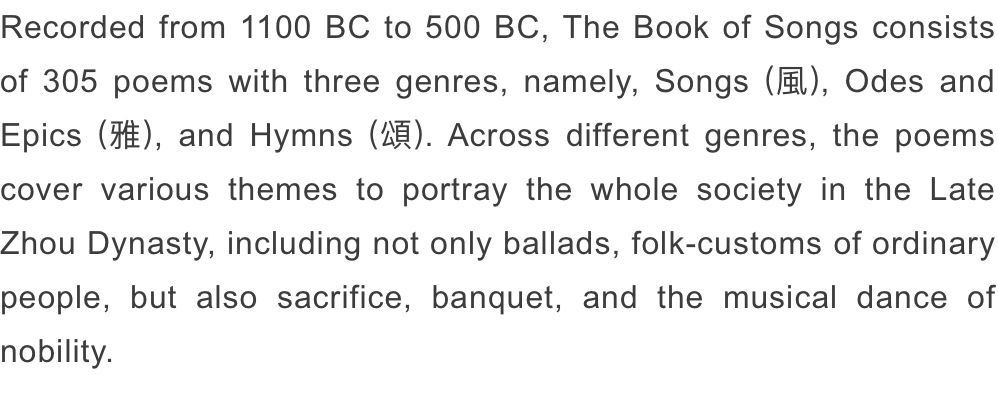 Recorded from 1100 BC to 500 BC, The Book of Songs consists
of 305 poems with three genres, namely, Songs (風), Odes and
Epics (雅), and Hymns (頌). Across different genres, the poems
cover various themes to portray the whole society in the Late
Zhou Dynasty, including not only ballads, folk-customs of ordinary
people, but also sacrifice, banquet, and the musical dance of
nobility.